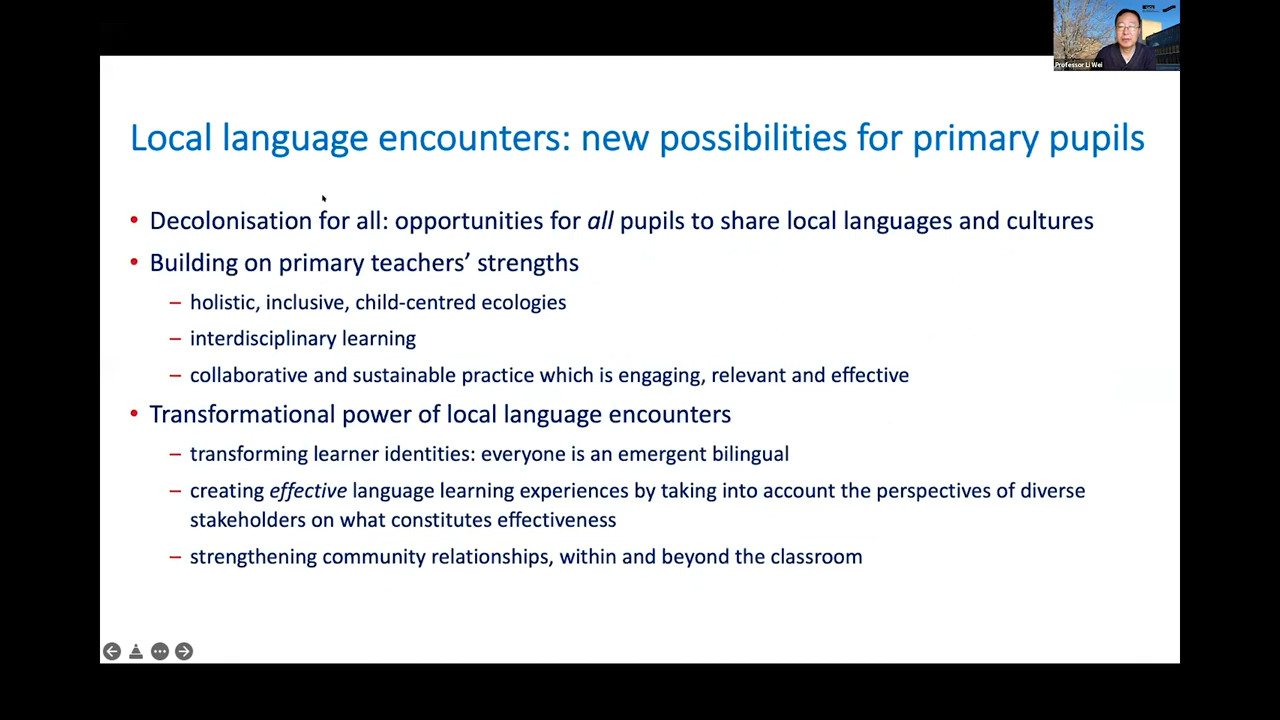 Professor Li Wei
Local language encounters: new possibilities for primary pupils
• Decolonisation for all: opportunities for all pupils to share local languages and cultures
• Building on primary teachers’ strengths
– holistic, inclusive, child-centred ecologies
– interdisciplinary learning
– collaborative and sustainable practice which is engaging, relevant and effective
• Transformational power of local language encounters
– transforming learner identities: everyone is an emergent bilingual
– creating effective language learning experiences by taking into account the perspectives of diverse
stakeholders on what constitutes effectiveness
– strengthening community relationships, within and beyond the classroom